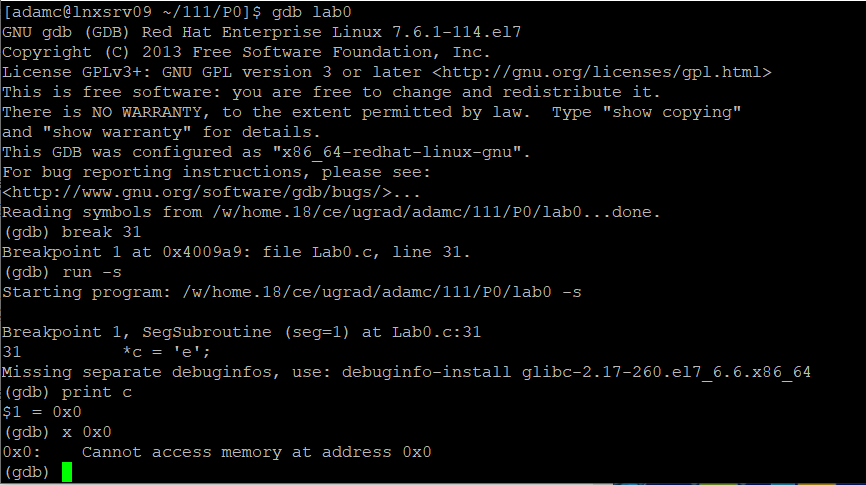 [adamc@lnxsrv09 ~/111/P0]$ gdb lab0
GNU gdb (GDB) Red Hat Enterprise Linux 7.6.1-114.el7
Copyright (C) 2013 Free Software Foundation, Inc.
License GPLv3+: GNU GPL version 3 or later <http://gnu.org/licenses/gpl.html>
This is free software: you are free to change and redistribute it.
There is NO WARRANTY, to the extent permitted by law.  Type "show copying"
and "show warranty" for details.
This GDB was configured as "x86_64-redhat-linux-gnu".
For bug reporting instructions, please see:
<http://www.gnu.org/software/gdb/bugs/>...
Reading symbols from /w/home.18/ce/ugrad/adamc/111/P0/lab0...done.
(gdb) break 31
Breakpoint 1 at 0x4009a9: file Lab0.c, line 31.
(gdb) run -s
Starting program: /w/home.18/ce/ugrad/adamc/111/P0/lab0 -s

Breakpoint 1, SegSubroutine (seg=1) at Lab0.c:31
31          *c = 'e';
Missing separate debuginfos, use: debuginfo-install glibc-2.17-260.el7_6.6.x86_64
(gdb) print c
$1 = 0x0
(gdb) x 0x0
0x0:    Cannot access memory at address 0x0
(gdb)